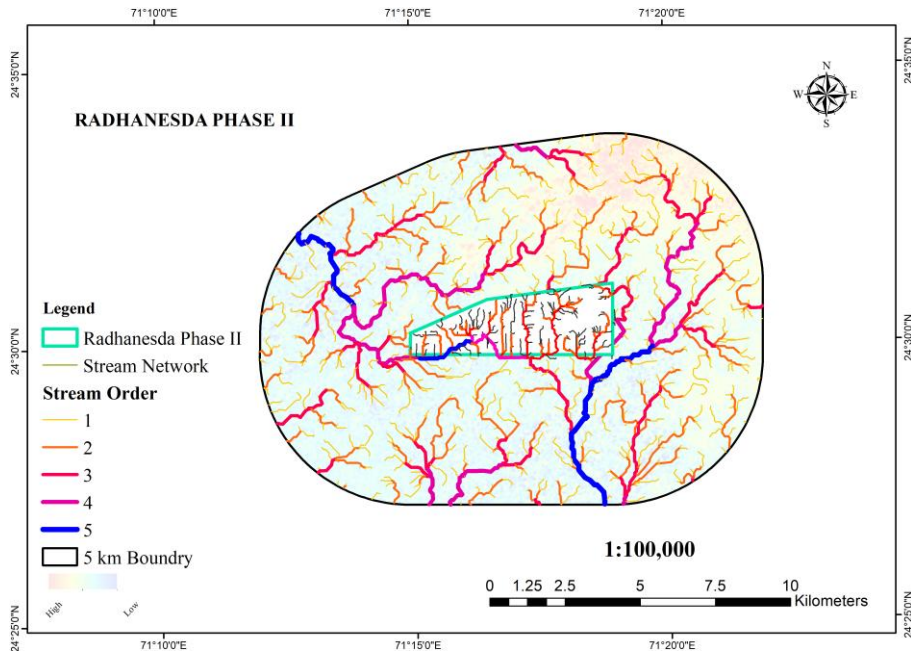 71°10'0"E 71°15'0"E 71°20'0"E
24°35'0"N 24°35'0"N
N
W E
S
RADHANESDA PHASE II
Legend
Radhanesda Phase II
Stream Network
Stream Order
1
2
3
4
5
5 km Boundry
High Low
24°30'0"N 24°30'0"N
1:100,000
0 1.25 2.5 5 7.5 10
Kilometers
24°25'0"N 24°25'0"N
71°10'0"E 71°15'0"E 71°20'0"E